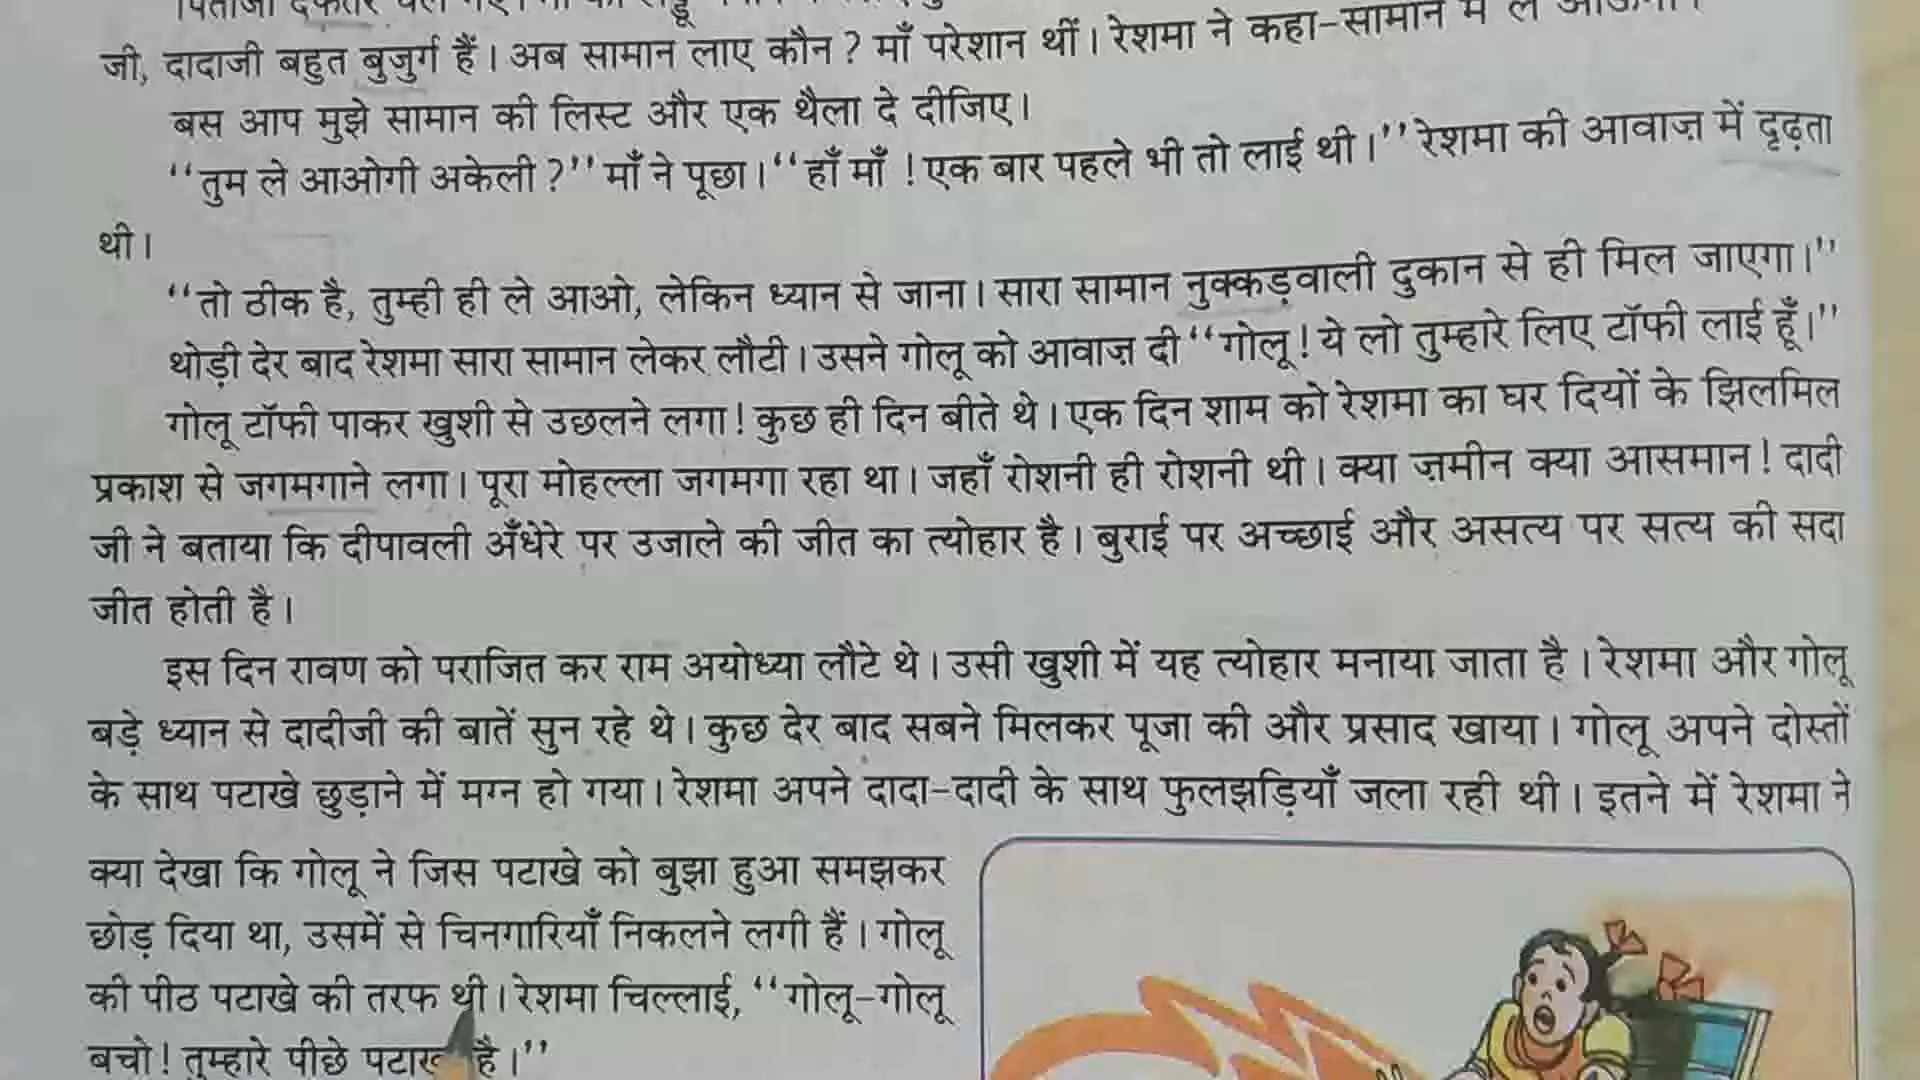 जी, दादाजी बहुत बुजुर्ग हैं। अब सामान लाए कौन? माँ परेशान थीं। रेशमा ने कहा-सामान
बस आप मुझे सामान की लिस्ट और एक थैला दे दीजिए।
“तुम ले आओगी अकेली?” माँ ने पूछा। “हाँ माँ ! एक बार पहले भी तो लाई थी।” रेशमा की आवाज़ में दृढ़ता
थी।
“तो ठीक है, तुम्ही ही ले आओ, लेकिन ध्यान से जाना। सारा सामान नुक्कड़वाली दुकान से ही मिल जाएगा।”
थोड़ी देर बाद रेशमा सारा सामान लेकर लौटी। उसने गोलू को आवाज़ दी “गोलू! ये लो तुम्हारे लिए टॉफी लाई हूँ।”
गोलू टॉफी पाकर खुशी से उछलने लगा! कुछ ही दिन बीते थे। एक दिन शाम को रेशमा का घर दियों के झिलमिल
प्रकाश से जगमगाने लगा। पूरा मोहल्ला जगमगा रहा था। जहाँ रोशनी ही रोशनी थी। क्या ज़मीन क्या आसमान! दादी
जी ने बताया कि दीपावली अँधेरे पर उजाले की जीत का त्योहार है। बुराई पर अच्छाई और असत्य पर सत्य की सदा
जीत होती है।
इस दिन रावण को पराजित कर राम अयोध्या लौटे थे। उसी खुशी में यह त्योहार मनाया जाता है। रेशमा और गोलू
बड़े ध्यान से दादीजी की बातें सुन रहे थे। कुछ देर बाद सबने मिलकर पूजा की और प्रसाद खाया। गोलू अपने दोस्तों
के साथ पटाखे छुड़ाने में मग्न हो गया। रेशमा अपने दादा-दादी के साथ फुलझड़ियाँ जला रही थी। इतने में रेशमा ने
क्या देखा कि गोलू ने जिस पटाखे को बुझा हुआ समझकर
छोड़ दिया था, उसमें से चिनगारियाँ निकलने लगी हैं। गोलू
की पीठ पटाखे की तरफ थी। रेशमा चिल्लाई, “गोलू-गोलू
बचो! तुम्हारे पीछे है।”